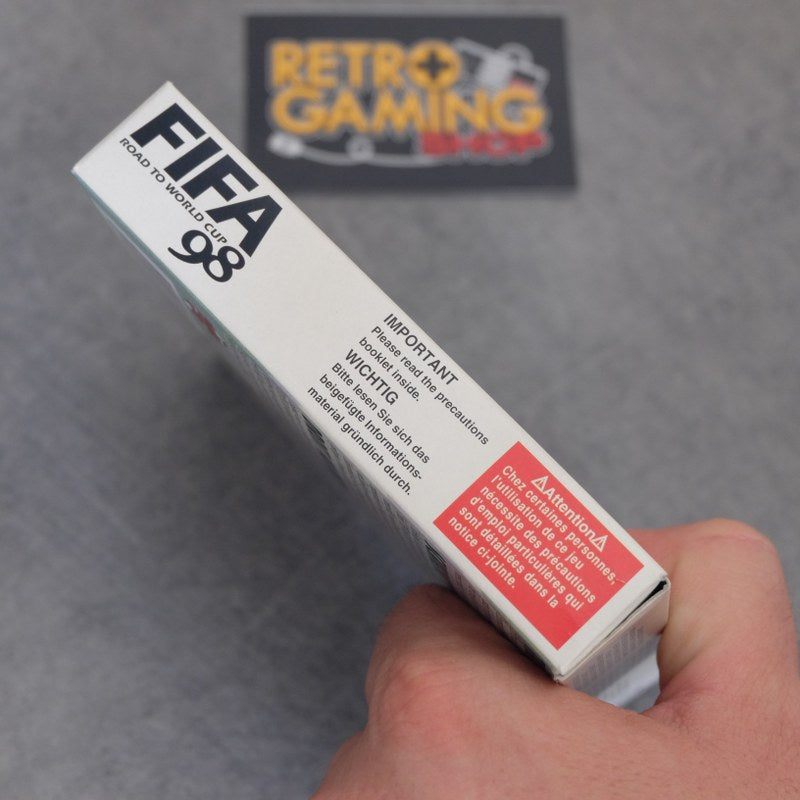 RETRO
GAMING
SHOP
FIFA
ROAD TO WORLD CUP
98
IMPORTANT
Please read the precautions
booklet inside.
WICHTIG
Bitte lesen Sie sich das
beigefügte Informations-
material gründlich durch.
⚠Attention⚠
Chez certaines personnes,
l'utilisation de ce jeu
nécessite des précautions
d'emploi particulières qui
sont détaillées dans la
notice ci-jointe.